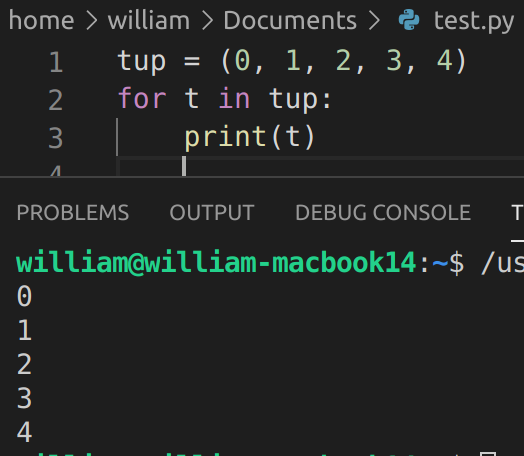 home > william > Documents > test.py
1 tup = (0, 1, 2, 3, 4)
2 for t in tup:
3     print(t)
4
PROBLEMS OUTPUT DEBUG CONSOLE T
william@william-macbook14:~$ /us
0
1
2
3
4